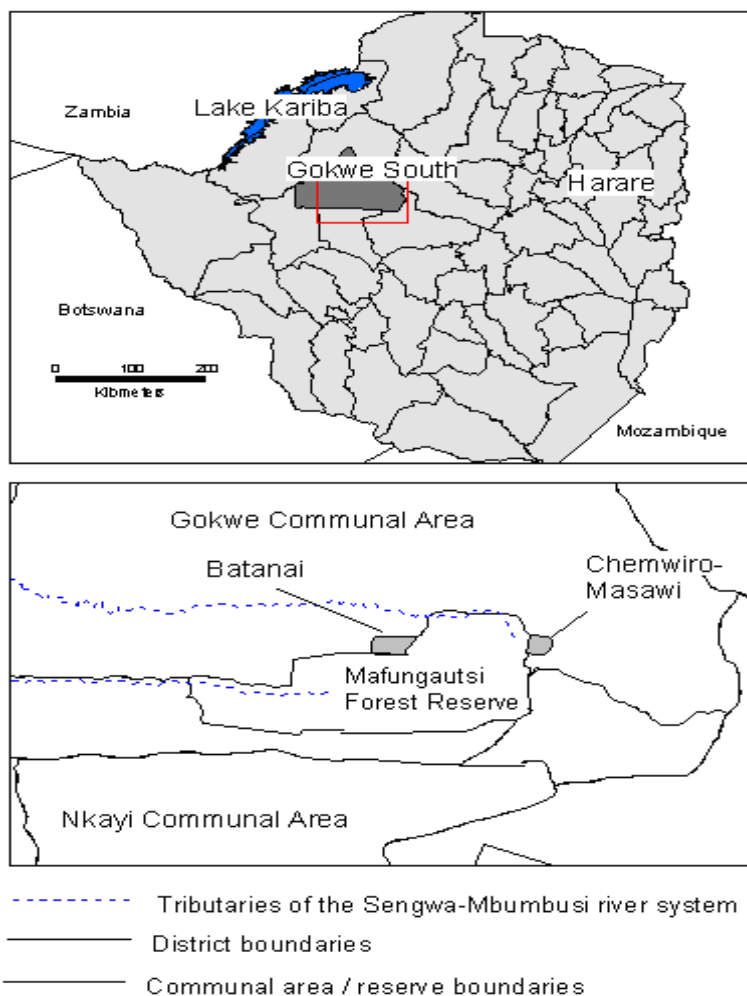 Zambia
Lake Kariba
Gokwe South
Harare
Botswana
0 100 200
Kilometers
Mozambique
Gokwe Communal Area
Batanai
Chemwiro-
Masawi
Mafungautsi
Forest Reserve
Nkayi Communal Area
Tributaries of the Sengwa-Mbumbusi river system
District boundaries
Communal area / reserve boundaries